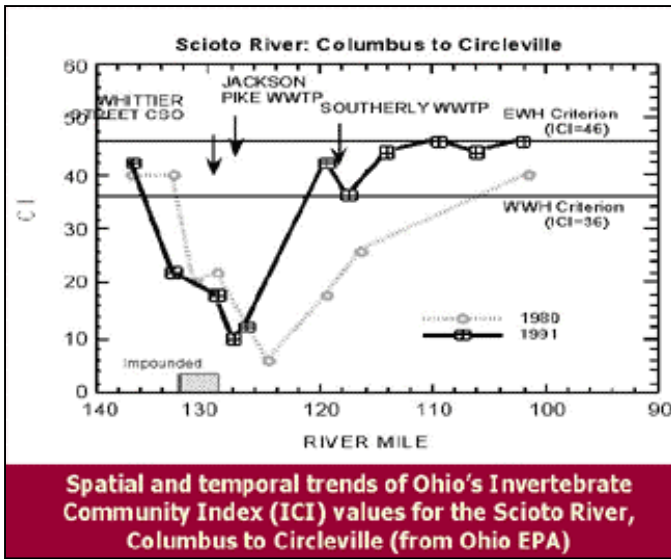 Scioto River: Columbus to Circleville
60
50
40
30
20
10
0
CI
WHITTIER
STREET CSO
JACKSON
PIKE WWTP
SOUTHERLY WWTP
EWH Criterion
(ICI=46)
WWH Criterion
(ICI=36)
1980
1991
Impounded
140
130
120
110
100
90
RIVER MILE
Spatial and temporal trends of Ohio's Invertebrate
Community Index (ICI) values for the Scioto River,
Columbus to Circleville (from Ohio EPA)